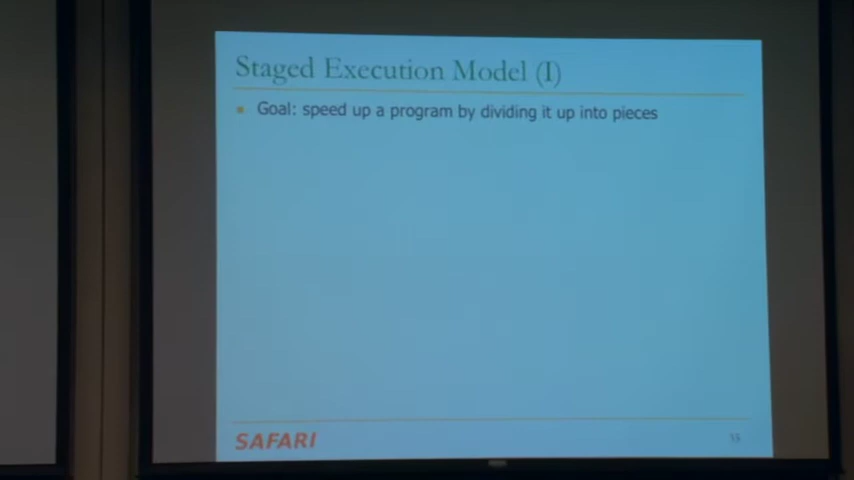 Staged Execution Model (I)
Goal: speed up a program by dividing it up into pieces
SAFARI